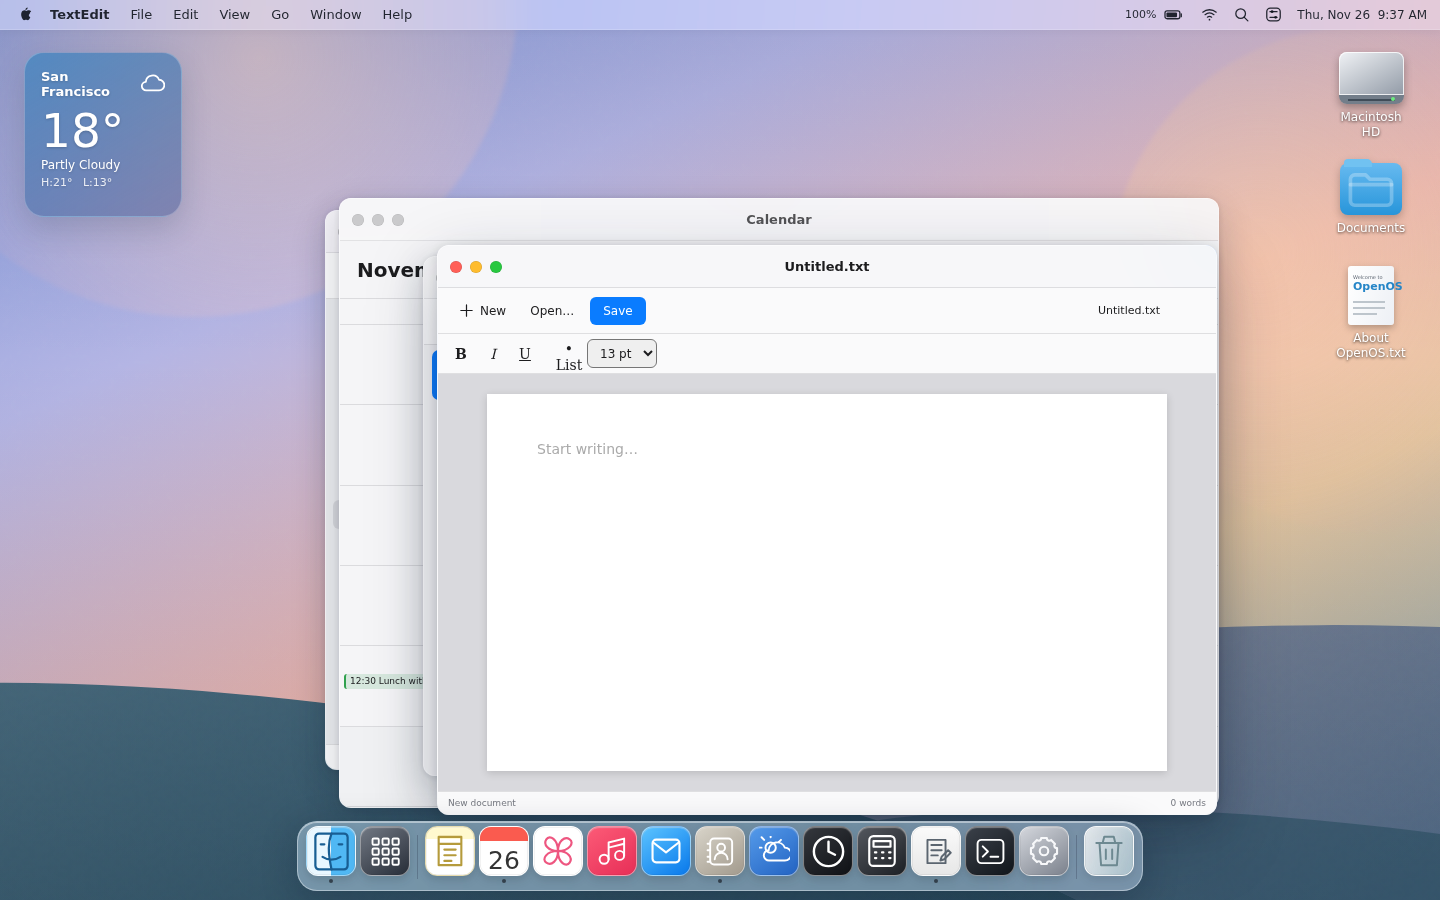 TextEdit File Edit View Go Window Help
100% Thu, Nov 26 9:37 AM
San
Francisco
18°
Partly Cloudy
H:21° L:13°
Macintosh
HD
Documents
Welcome to
OpenOS
About
OpenOS.txt
Calendar
12:30 Lunch
Untitled.txt
New Open… Save Untitled.txt
B I U • List 13 pt
Start writing…
New document 0 words
26